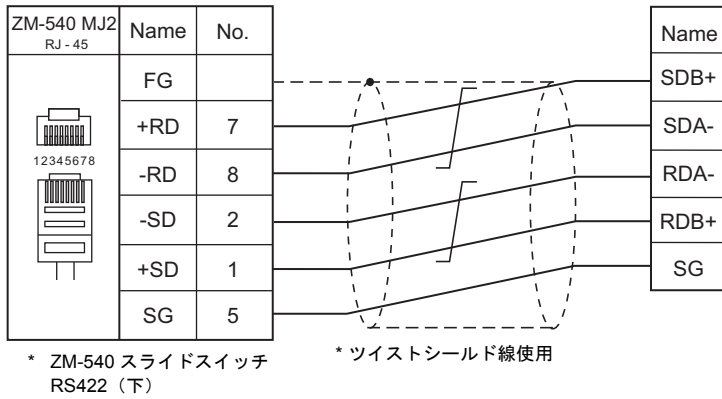 ZM-540 MJ2 Name No. Name
RJ - 45
FG SDB+
+RD 7 SDA-
12345678
-RD 8 RDA-
-SD 2 RDB+
+SD 1 SG
SG 5
* ZM-540 スライドスイッチ
RS422（下）
* ツイストシールド線使用